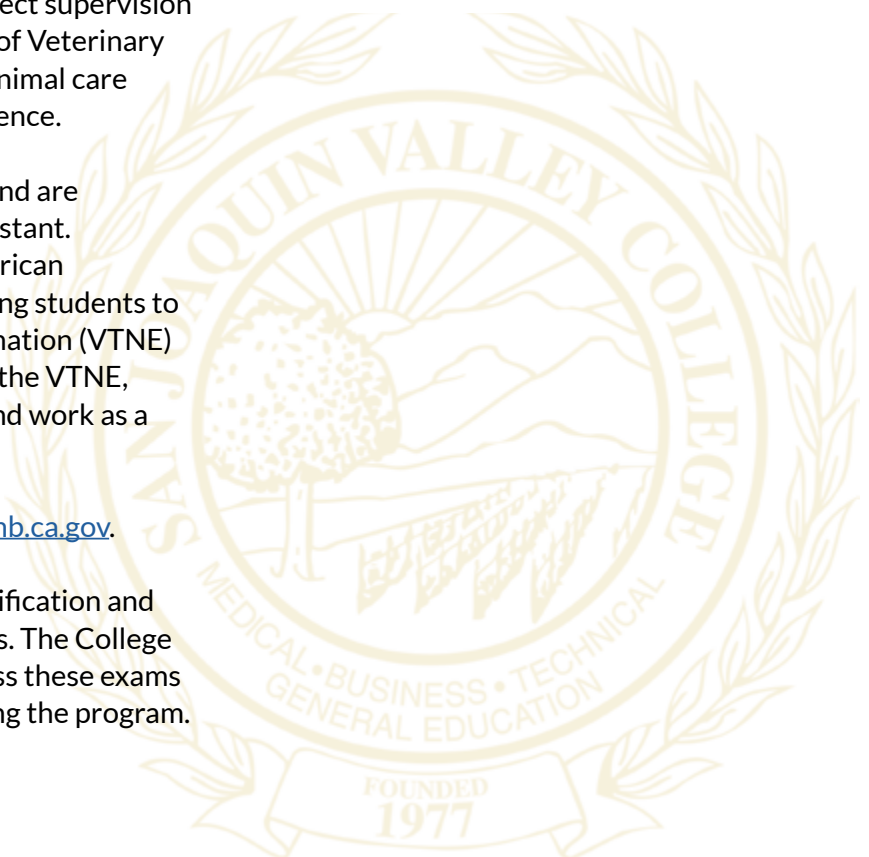 ect supervision
of Veterinary
nimal care
ence.
nd are
stant.
rican
ng students to
nation (VTNE)
the VTNE,
nd work as a
nb.ca.gov.
ification and
s. The College
ss these exams
ng the program.
SAN JOAQUIN VALLEY COLLEGE
MEDICAL • BUSINESS • TECHNICAL
GENERAL EDUCATION
FOUNDED
1977